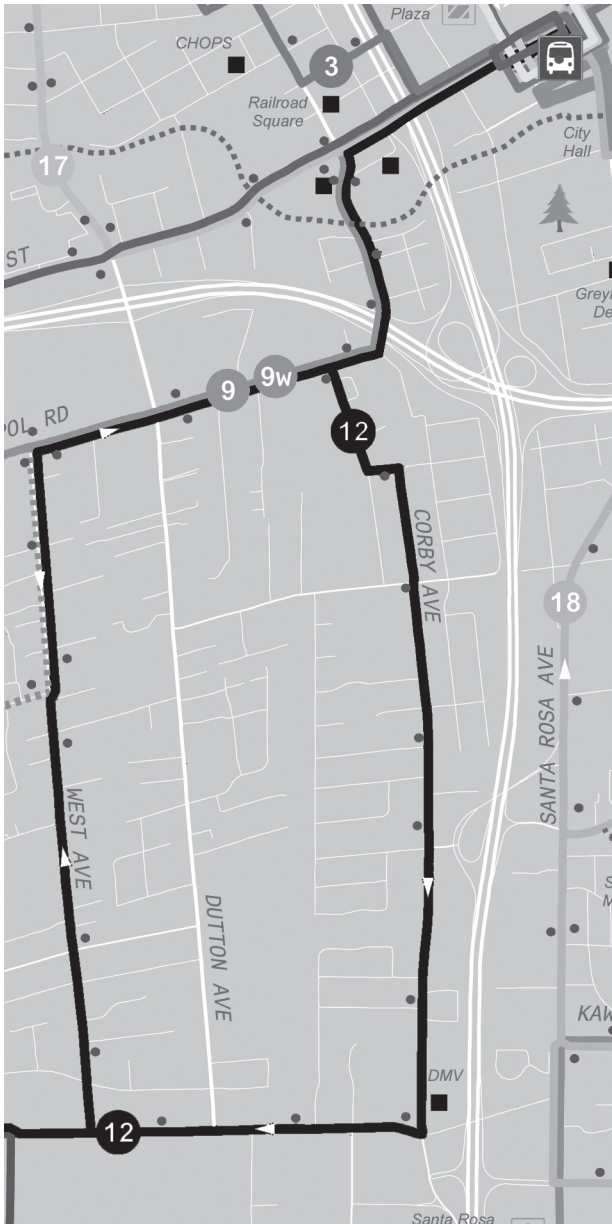 Plaza
CHOPS
3
Railroad
Square
City
Hall
17
ST
Greyh
De
9
9w
OL RD
12
CORBY AVE
18
SANTA ROSA AVE
WEST AVE
DUTTON AVE
S
M
KAW
DMV
12
Santa Rosa